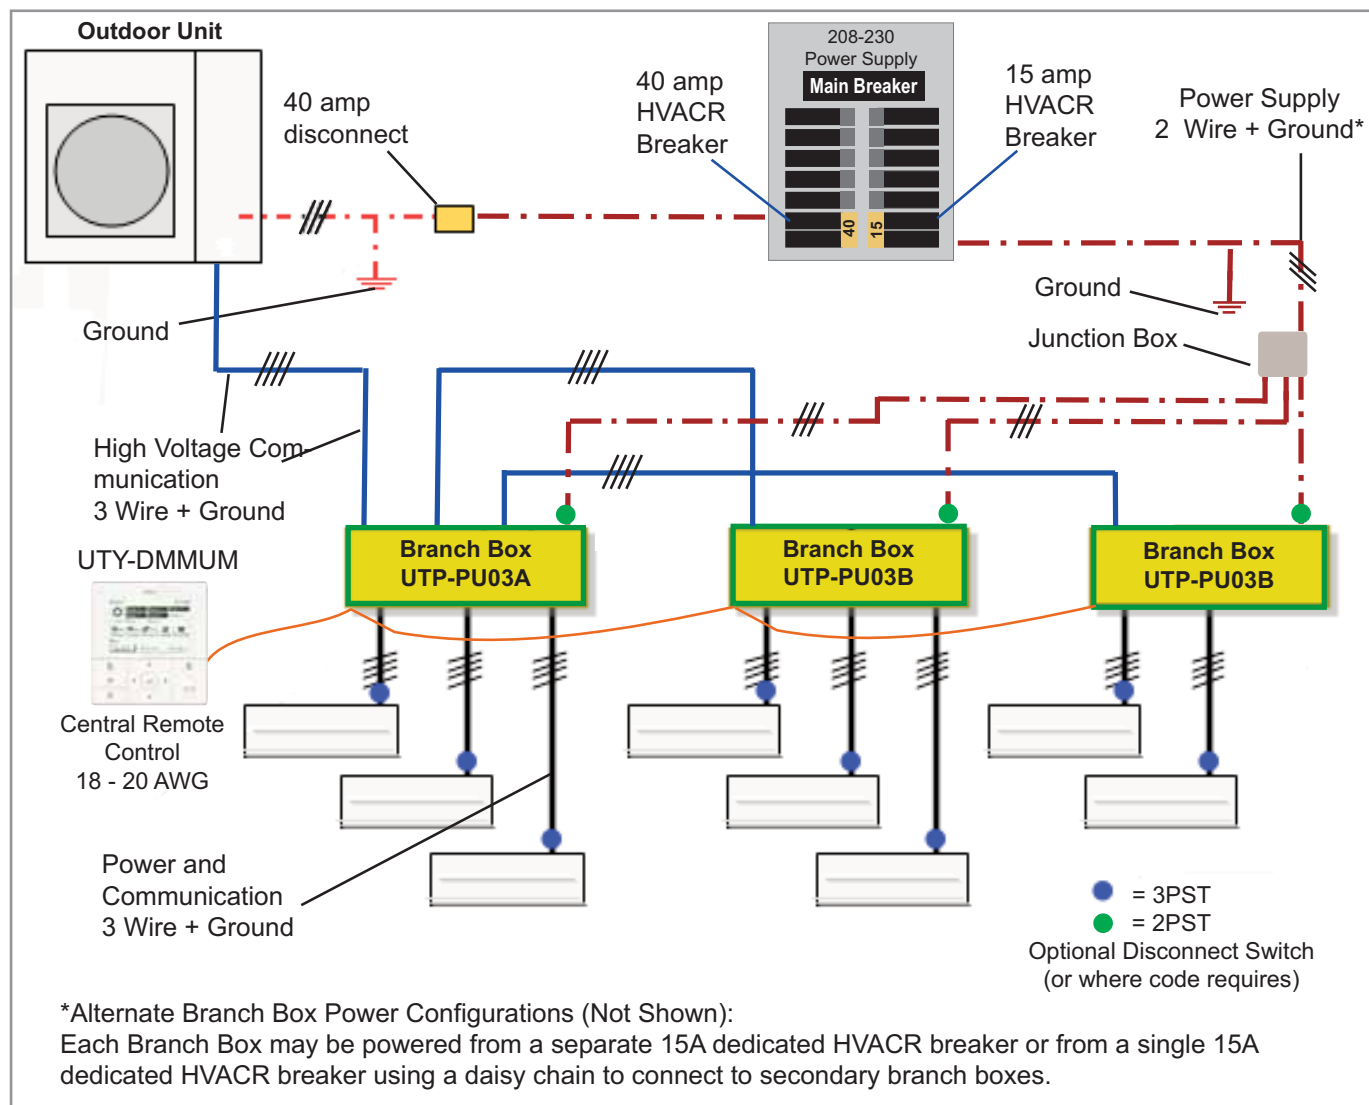 Outdoor Unit
40 amp
disconnect
40 amp
HVACR
Breaker
208-230
Power Supply
Main Breaker
40
15
15 amp
HVACR
Breaker
Power Supply
2 Wire + Ground*
Ground
Ground
Junction Box
High Voltage Com-
munication
3 Wire + Ground
Branch Box
UTP-PU03A
Branch Box
UTP-PU03B
Branch Box
UTP-PU03B
UTY-DMMUM
Central Remote
Control
18 - 20 AWG
Power and
Communication
3 Wire + Ground
= 3PST
= 2PST
Optional Disconnect Switch
(or where code requires)
*Alternate Branch Box Power Configurations (Not Shown):
Each Branch Box may be powered from a separate 15A dedicated HVACR breaker or from a single 15A
dedicated HVACR breaker using a daisy chain to connect to secondary branch boxes.